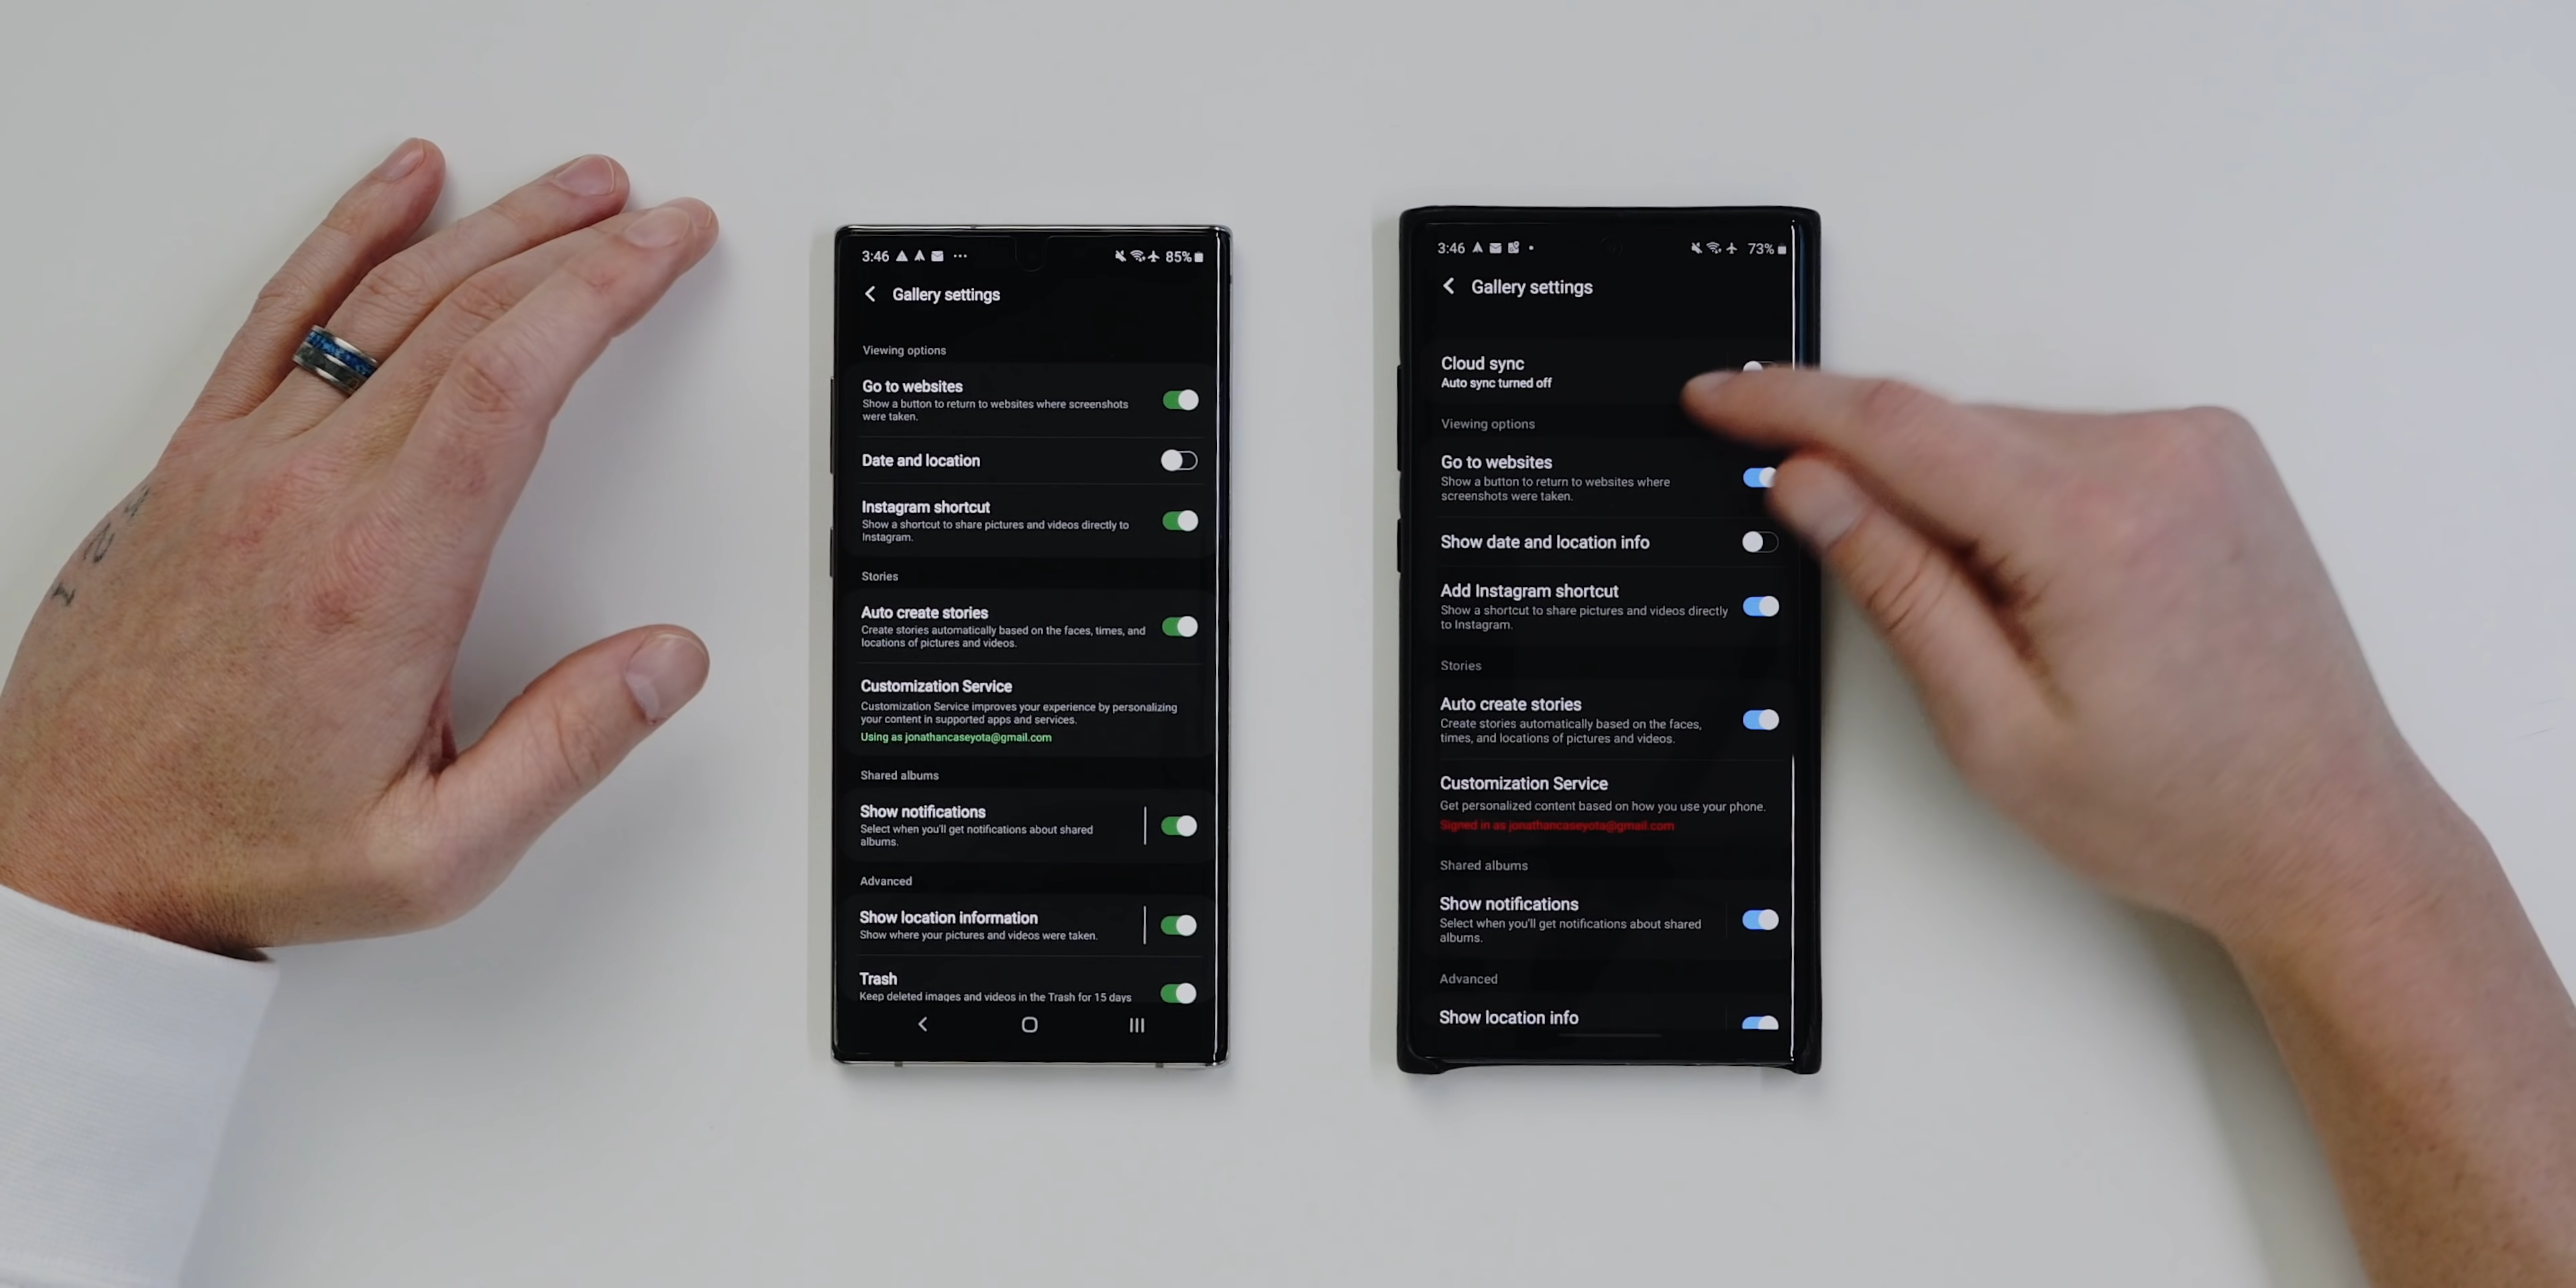 3:46
85%
Gallery settings
Viewing options
Go to websites
Show a button to return to websites where screenshots
were taken.
Date and location
Instagram shortcut
Show a shortcut to share pictures and videos directly to
Instagram.
Stories
Auto create stories
Create stories automatically based on the faces, times, and
locations of pictures and videos.
Customization Service
Customization Service improves your experience by personalizing
your content in supported apps and services.
Using as jonathancaseyota@gmail.com
Shared albums
Show notifications
Select when you'll get notifications about shared
albums.
Advanced
Show location information
Show where your pictures and videos were taken.
Trash
Keep deleted images and videos in the Trash for 15 days
3:46
73%
Gallery settings
Cloud sync
Auto sync turned off
Viewing options
Go to websites
Show a button to return to websites where
screenshots were taken.
Show date and location info
Add Instagram shortcut
Show a shortcut to share pictures and videos directly
to Instagram.
Stories
Auto create stories
Create stories automatically based on the faces,
times, and locations of pictures and videos.
Customization Service
Get personalized content based on how you use your phone.
Signed in as jonathancaseyota@gmail.com
Shared albums
Show notifications
Select when you'll get notifications about shared
albums.
Advanced
Show location info